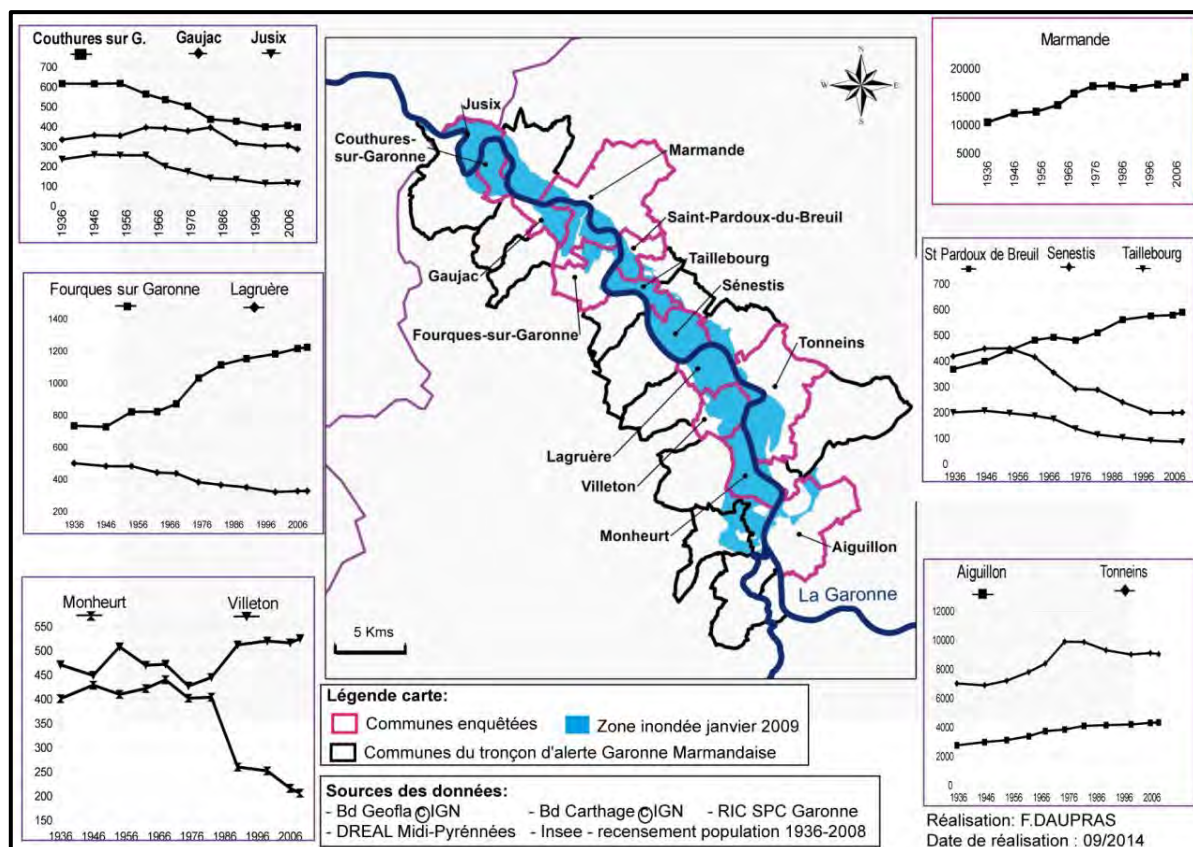 Couthures sur G. Gaujac Jusix
700
600
500
400
300
200
100
0
1936 1946 1956 1966 1976 1986 1996 2006
Fourques sur Garonne Lagruère
1400
1200
1000
800
600
400
200
1936 1946 1956 1966 1976 1986 1996 2006
Monheurt Villeton
550
500
450
400
350
300
250
200
150
1936 1946 1956 1966 1976 1986 1996 2006
N
W E
S
Jusix
Couthures-
sur-Garonne
Marmande
Saint-Pardoux-du-Breuil
Taillebourg
Gaujac
Sénestis
Fourques-sur-Garonne
Tonneins
Lagruère
Villeton
Monheurt
Aiguillon
La Garonne
5 Kms
Légende carte:
Communes enquêtées Zone inondée janvier 2009
Communes du tronçon d'alerte Garonne Marmandaise
Sources des données:
- Bd Geofla ©IGN - Bd Carthage ©IGN - RIC SPC Garonne
- DREAL Midi-Pyrénnées - Insee - recensement population 1936-2008
Marmande
20000
15000
10000
5000
1936 1946 1956 1966 1976 1986 1996 2006
St Pardoux de Breuil Senestis Taillebourg
700
600
500
400
300
200
100
0
1936 1946 1956 1966 1976 1986 1996 2006
Aiguillon Tonneins
12000
10000
8000
6000
4000
2000
0
1936 1946 1956 1966 1976 1986 1996 2006
Réalisation: F.DAUPRAS
Date de réalisation : 09/2014